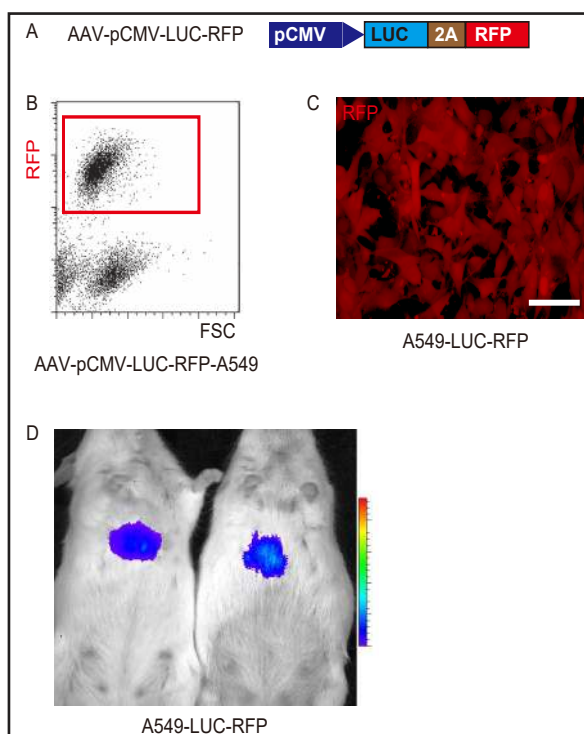 A AAV-pCMV-LUC-RFP pCMV LUC 2A RFP
B
RFP
FSC
AAV-pCMV-LUC-RFP-A549
C
RFP
A549-LUC-RFP
D
A549-LUC-RFP